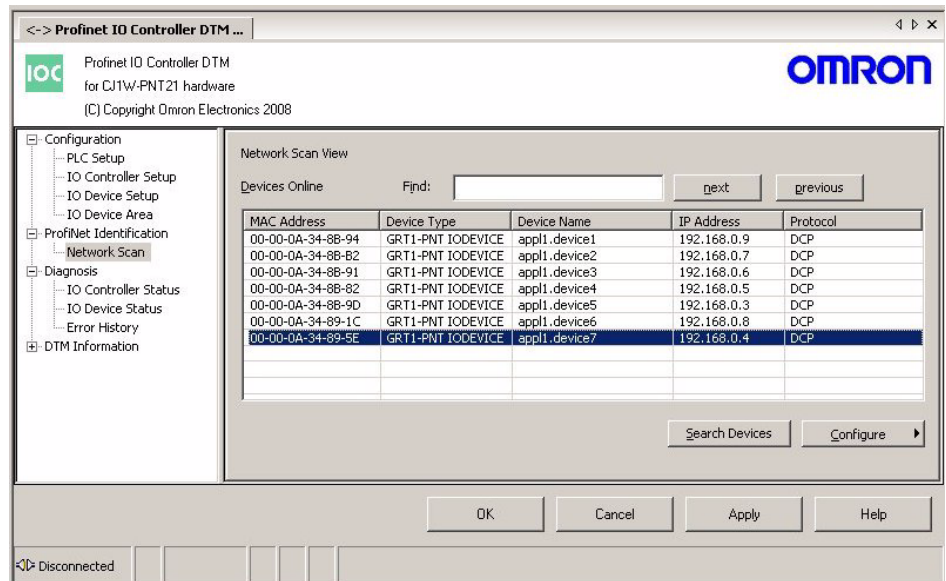 <-> Profinet IO Controller DTM ...
IOC
Profinet IO Controller DTM
for CJ1W-PNT21 hardware
(C) Copyright Omron Electronics 2008
OMRON
Configuration
PLC Setup
IO Controller Setup
IO Device Setup
IO Device Area
ProfiNet Identification
Network Scan
Diagnosis
IO Controller Status
IO Device Status
Error History
DTM Information
Network Scan View
Devices Online Find: next previous
MAC Address Device Type Device Name IP Address Protocol
00-00-0A-34-8B-94 GRT1-PNT IODEVICE appl1.device1 192.168.0.9 DCP
00-00-0A-34-8B-B2 GRT1-PNT IODEVICE appl1.device2 192.168.0.7 DCP
00-00-0A-34-8B-91 GRT1-PNT IODEVICE appl1.device3 192.168.0.6 DCP
00-00-0A-34-8B-82 GRT1-PNT IODEVICE appl1.device4 192.168.0.5 DCP
00-00-0A-34-8B-9D GRT1-PNT IODEVICE appl1.device5 192.168.0.3 DCP
00-00-0A-34-89-1C GRT1-PNT IODEVICE appl1.device6 192.168.0.8 DCP
00-00-0A-34-89-5E GRT1-PNT IODEVICE appl1.device7 192.168.0.4 DCP
Search Devices Configure
OK Cancel Apply Help
Disconnected